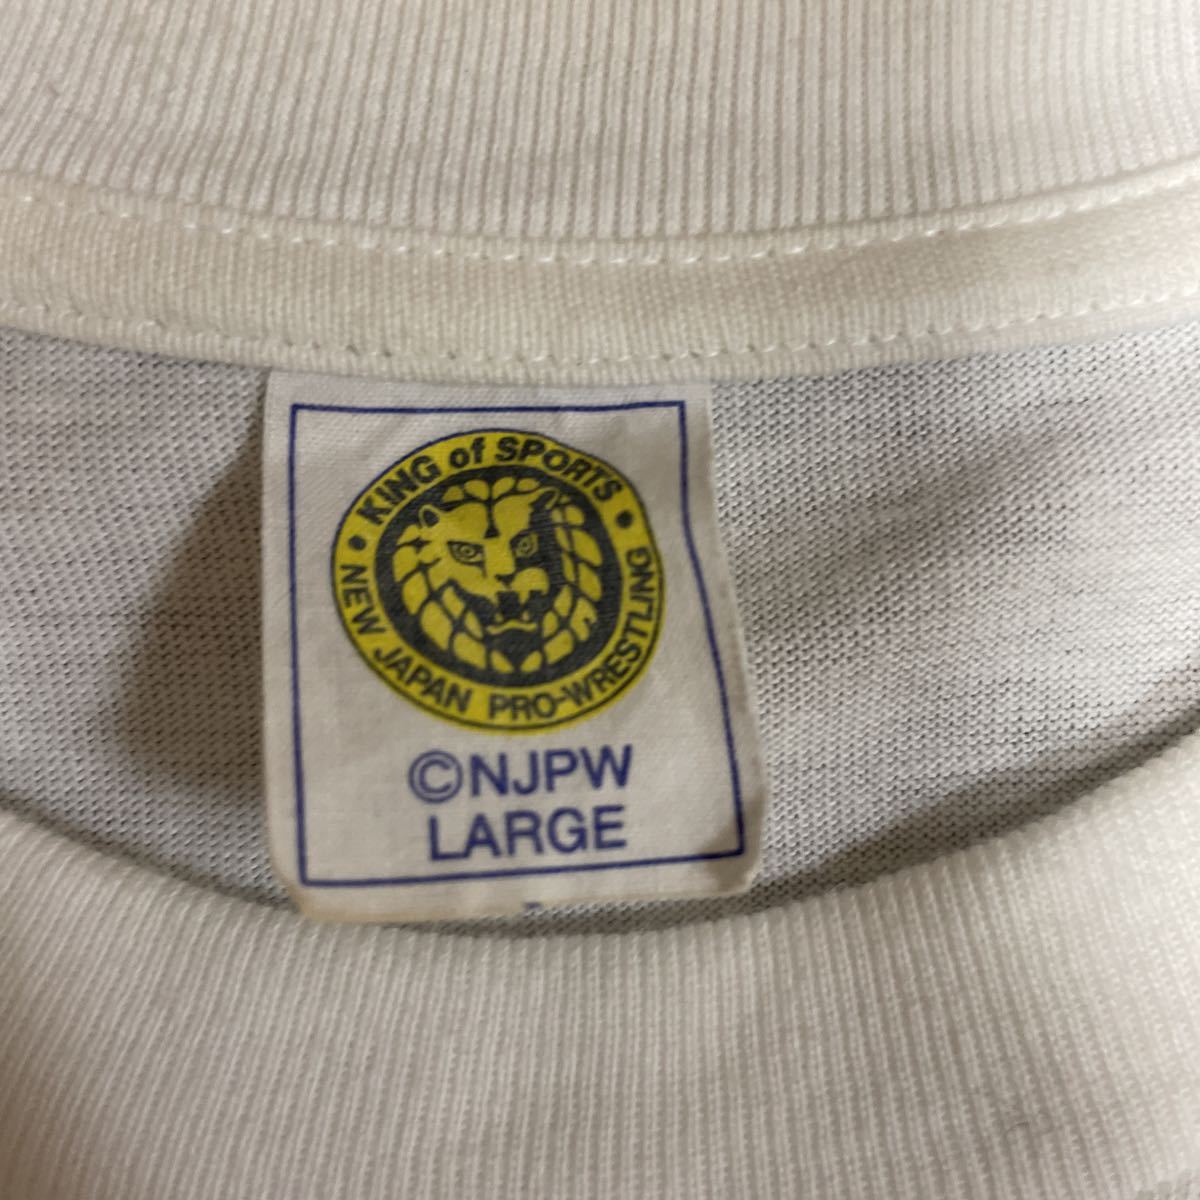 • KING of SPORTS •
NEW JAPAN PRO-WRESTLING
©NJPW
LARGE